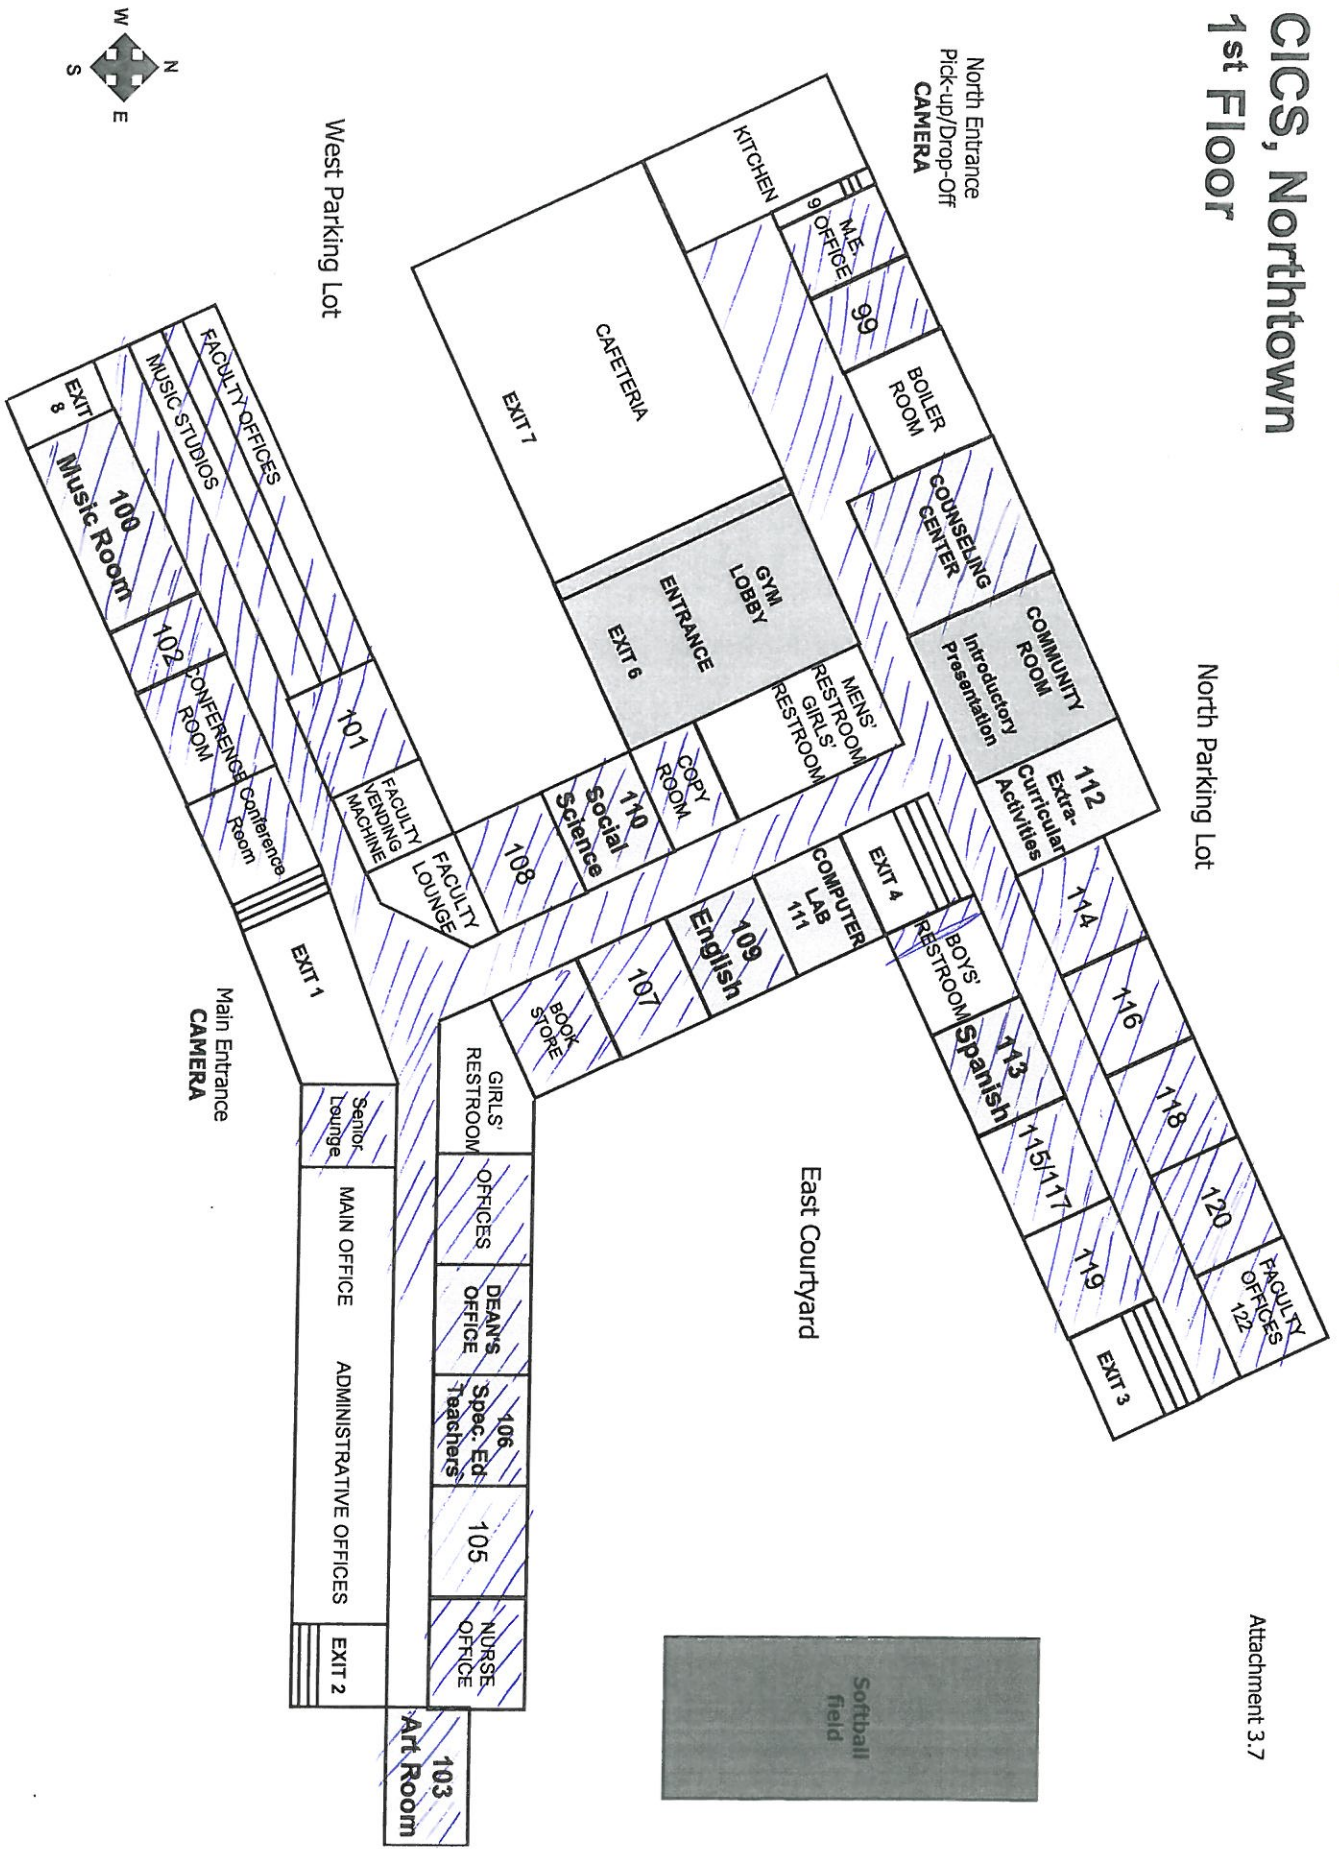 CICS, Northtown
1st Floor
Attachment 3.7
North Entrance
Pick-up/Drop-Off
CAMERA
North Parking Lot
W
N
S
E
West Parking Lot
KITCHEN
9
M.E.
OFFICE
99
BOILER
ROOM
COUNSELING
CENTER
COMMUNITY
ROOM
Introductory
Presentation
112
Extra-
Curricular
Activities
114
116
118
120
FACULTY
OFFICES
122
CAFETERIA
EXIT 7
GYM
LOBBY
ENTRANCE
EXIT 6
MENS'
RESTROOM
GIRLS'
RESTROOM
COPY
ROOM
110
Social
Science
108
EXIT 4
COMPUTER
LAB
111
109
English
107
BOOK
STORE
BOYS'
RESTROOM
113
Spanish
115/117
119
EXIT 3
East Courtyard
Softball
field
FACULTY OFFICES
MUSIC STUDIOS
101
FACULTY
VENDING
MACHINE
FACULTY
LOUNGE
EXIT
8
100
Music Room
102
CONFERENCE
ROOM
Conference
Room
EXIT 1
Main Entrance
CAMERA
GIRLS'
RESTROOM
OFFICES
DEAN'S
OFFICE
106
Spec. Ed
Teachers
105
NURSE
OFFICE
Senior
Lounge
MAIN OFFICE
ADMINISTRATIVE OFFICES
EXIT 2
103
Art Room